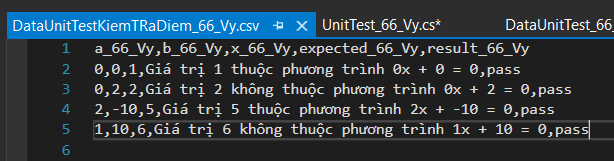 DataUnitTestKiemTRaDiem_66_Vy.csv UnitTest_66_Vy.cs* DataUnitTest_66
1 a_66_Vy,b_66_Vy,x_66_Vy,expected_66_Vy,result_66_Vy
2 0,0,1,Giá trị 1 thuộc phương trình 0x + 0 = 0,pass
3 0,2,2,Giá trị 2 không thuộc phương trình 0x + 2 = 0,pass
4 2,-10,5,Giá trị 5 thuộc phương trình 2x + -10 = 0,pass
5 1,10,6,Giá trị 6 không thuộc phương trình 1x + 10 = 0,pass
6